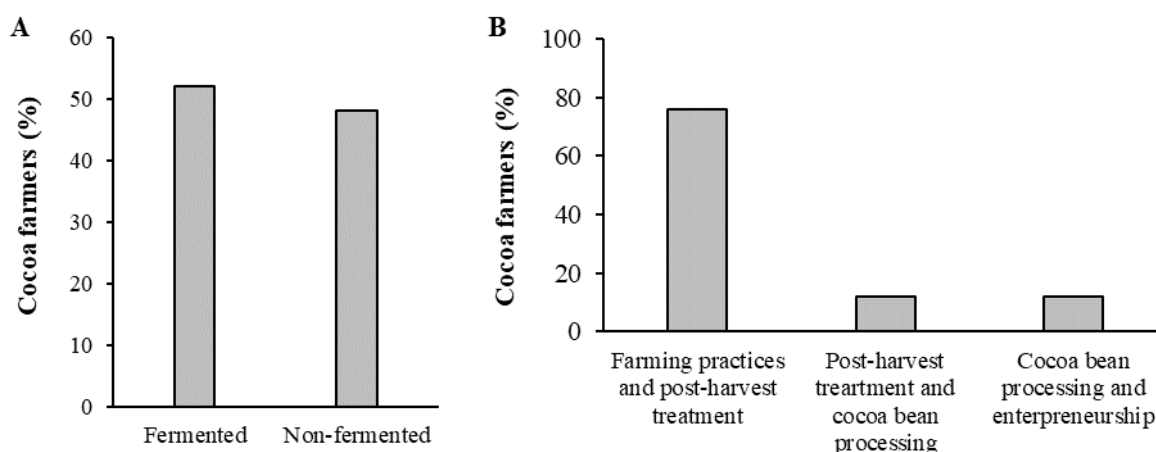 A
Cocoa farmers (%)
60
50
40
30
20
10
0
Fermented
Non-fermented
B
Cocoa farmers (%)
100
80
60
40
20
0
Farming practices
and post-harvest
treatment
Post-harvest
treartment and
cocoa bean
processing
Cocoa bean
processing and
enterpreneurship